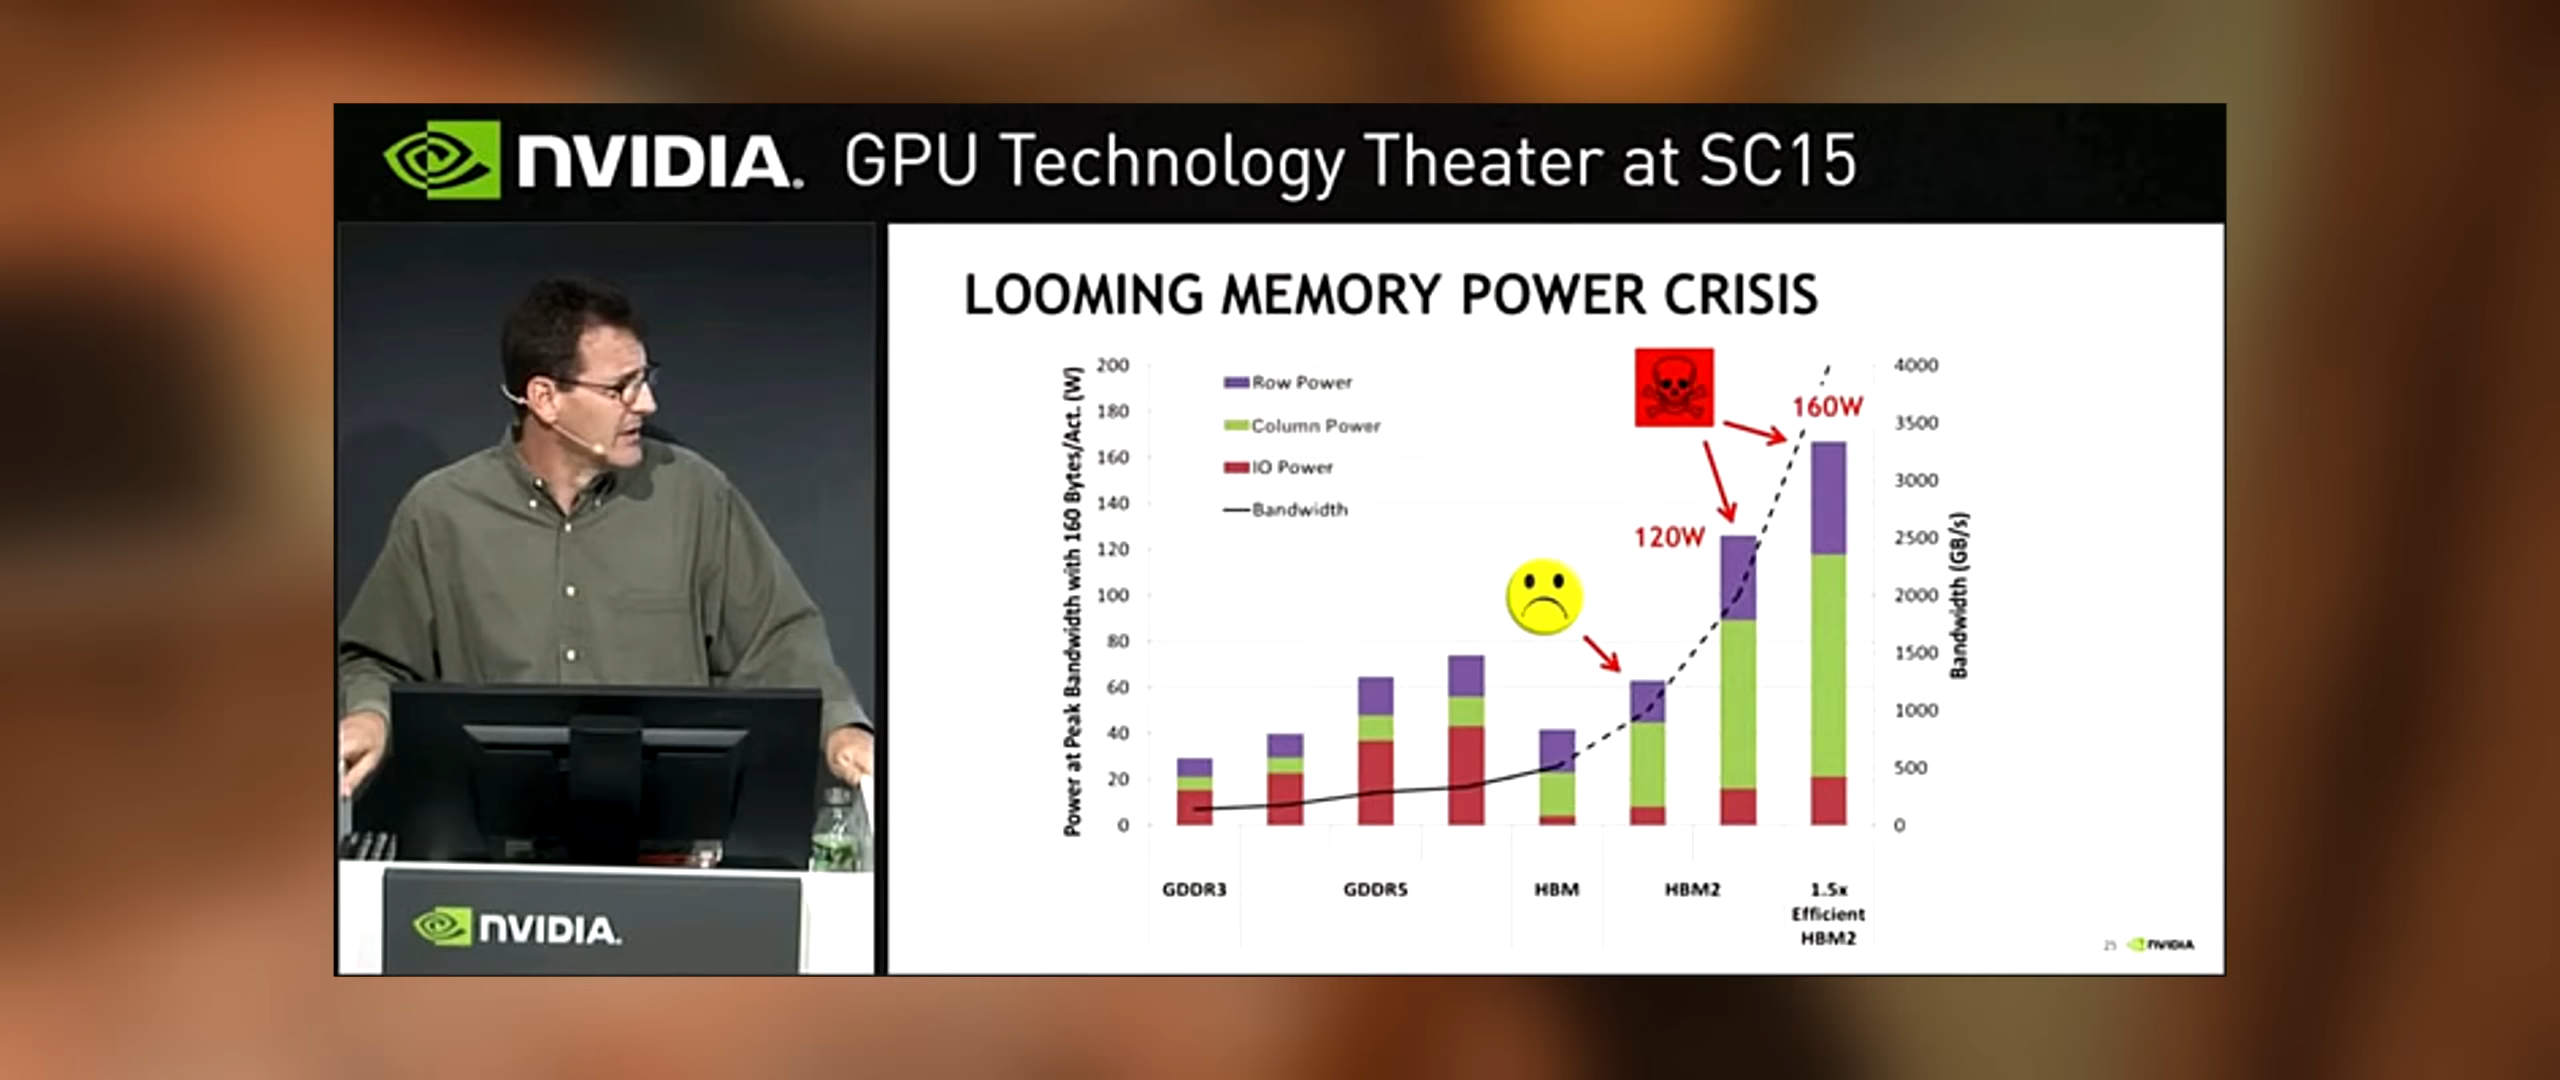 NVIDIA. GPU Technology Theater at SC15
LOOMING MEMORY POWER CRISIS
Power at Peak Bandwidth with 160 Bytes/Act. (W)
200
180
160
140
120
100
80
60
40
20
0
Row Power
Column Power
IO Power
Bandwidth
120W
160W
4000
3500
3000
2500
2000
1500
1000
500
0
Bandwidth (GB/s)
GDDR3
GDDR5
HBM
HBM2
1.5x
Efficient
HBM2
25 NVIDIA
NVIDIA.